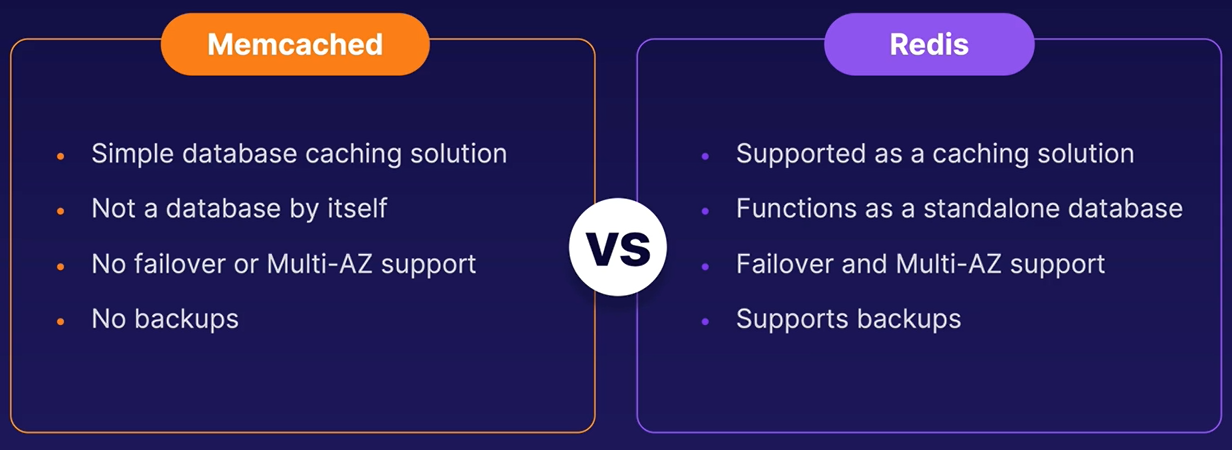 Memcached
• Simple database caching solution
• Not a database by itself
• No failover or Multi-AZ support
• No backups
VS
Redis
• Supported as a caching solution
• Functions as a standalone database
• Failover and Multi-AZ support
• Supports backups